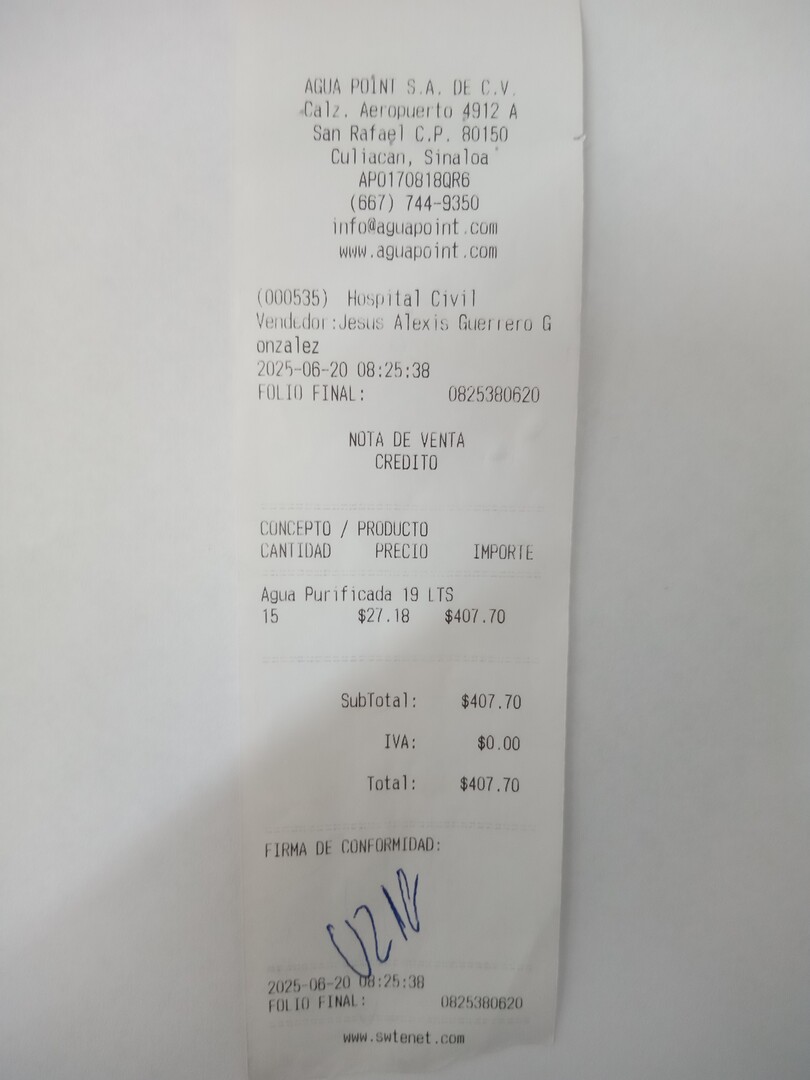 AGUA POINT S.A. DE C.V.
Calz. Aeropuerto 4912 A
San Rafael C.P. 80150
Culiacan, Sinaloa
APO170818QR6
(667) 744-9350
info@aguapoint.com
www.aguapoint.com
(000535) Hospital Civil
Vendedor:Jesus Alexis Guerrero G
onzalez
2025-06-20 08:25:38
FOLIO FINAL: 0825380620
NOTA DE VENTA
CREDITO
CONCEPTO / PRODUCTO
CANTIDAD PRECIO IMPORTE
Agua Purificada 19 LTS
15 $27.18 $407.70
SubTotal: $407.70
IVA: $0.00
Total: $407.70
FIRMA DE CONFORMIDAD:
2025-06-20 08:25:38
FOLIO FINAL: 0825380620
www.swtenet.com